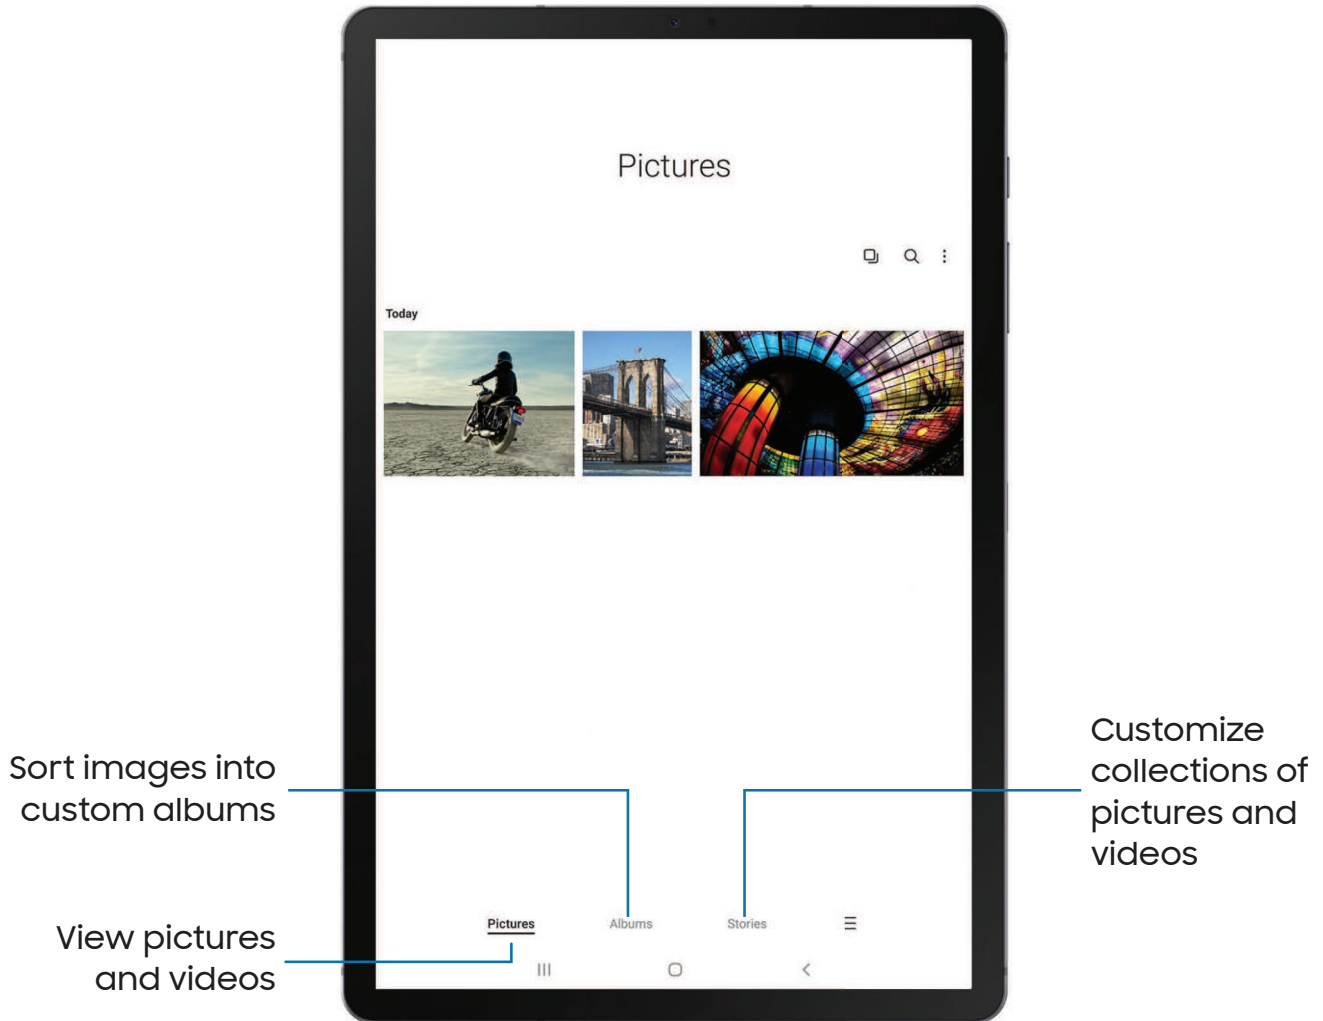 Pictures
Today
Sort images into
custom albums
Customize
collections of
pictures and
videos
View pictures
and videos
Pictures Albums Stories